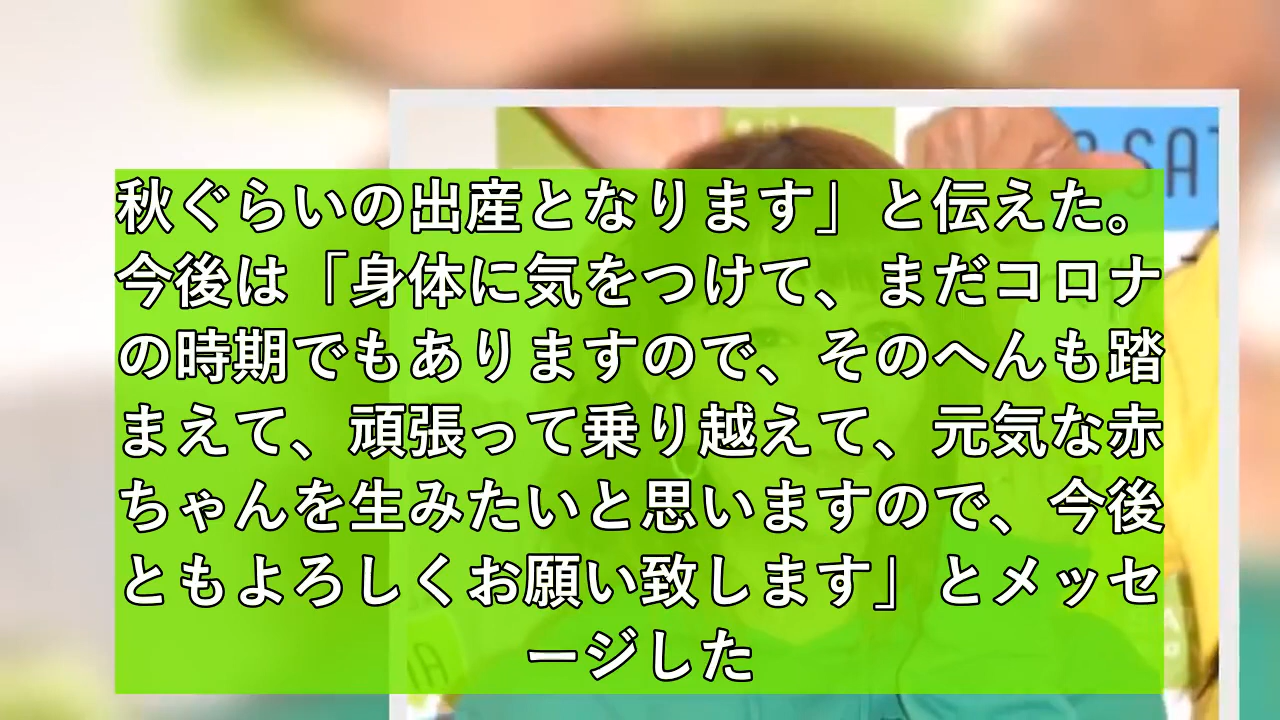 SAT
秋ぐらいの出産となります」と伝えた。
今後は「身体に気をつけて、まだコロナ
の時期でもありますので、そのへんも踏
まえて、頑張って乗り越えて、元気な赤
ちゃんを生みたいと思いますので、今後
ともよろしくお願い致します」とメッセ
ージした